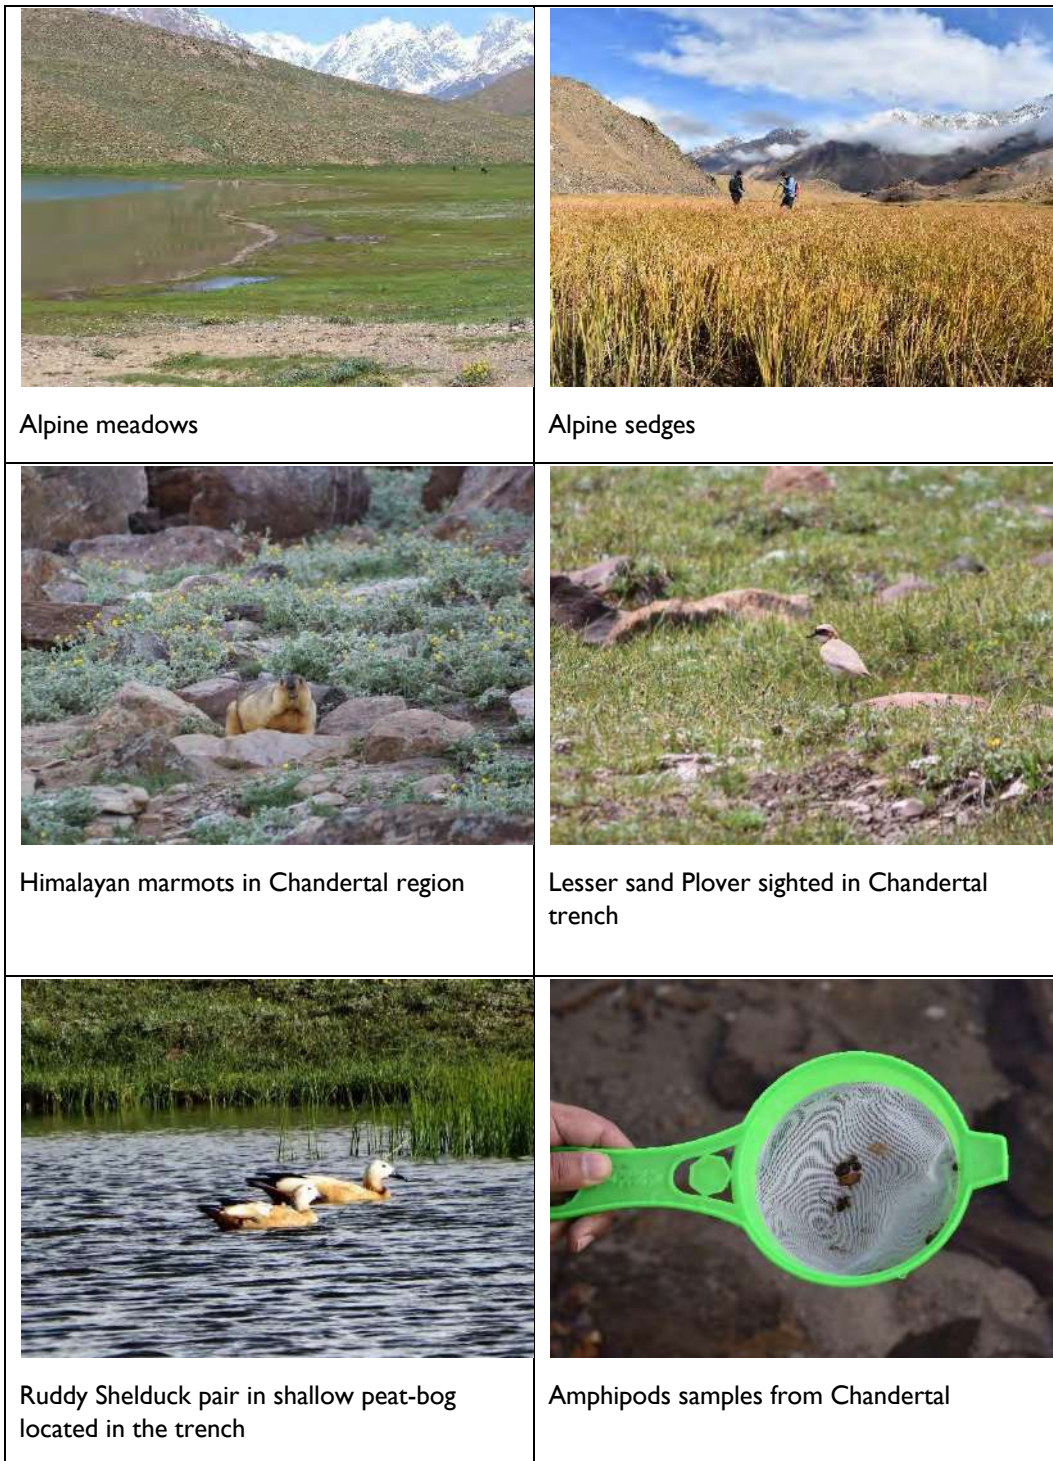 Alpine meadows
Alpine sedges
Himalayan marmots in Chandertal region
Lesser sand Plover sighted in Chandertal
trench
Ruddy Shelduck pair in shallow peat-bog
located in the trench
Amphipods samples from Chandertal